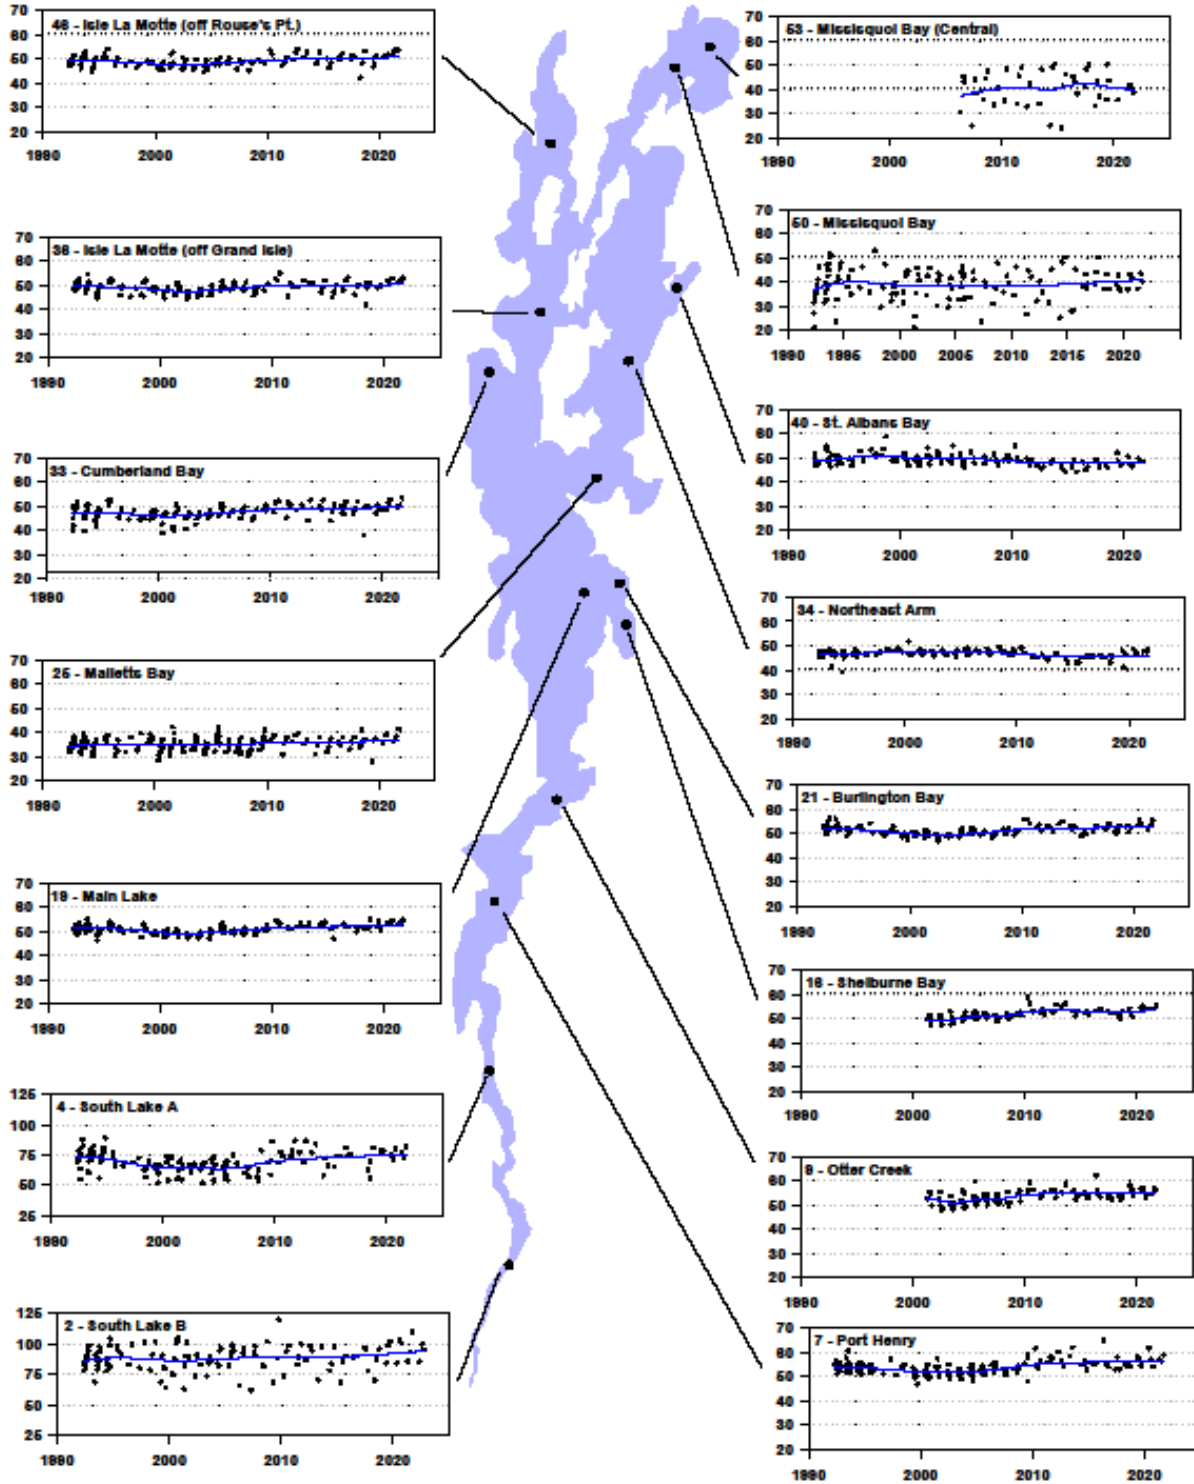 46 - Isle La Motte (off Rouse's Pt.)
70
60
50
40
30
20
1990 2000 2010 2020
53 - Missisquoi Bay (Central)
70
60
50
40
30
20
1990 2000 2010 2020
36 - Isle La Motte (off Grand Isle)
70
60
50
40
30
20
1990 2000 2010 2020
50 - Missisquoi Bay
70
60
50
40
30
20
1990 1995 2000 2005 2010 2015 2020
33 - Cumberland Bay
70
60
50
40
30
20
1990 2000 2010 2020
40 - St. Albans Bay
70
60
50
40
30
20
1990 2000 2010 2020
25 - Malletts Bay
70
60
50
40
30
20
1990 2000 2010 2020
34 - Northeast Arm
70
60
50
40
30
20
1990 2000 2010 2020
19 - Main Lake
70
60
50
40
30
20
1990 2000 2010 2020
21 - Burlington Bay
70
60
50
40
30
20
1990 2000 2010 2020
16 - Shelburne Bay
70
60
50
40
30
20
1990 2000 2010 2020
4 - South Lake A
125
100
75
50
25
1990 2000 2010 2020
9 - Otter Creek
70
60
50
40
30
20
1990 2000 2010 2020
2 - South Lake B
125
100
75
50
25
1990 2000 2010 2020
7 - Port Henry
70
60
50
40
30
20
1990 2000 2010 2020